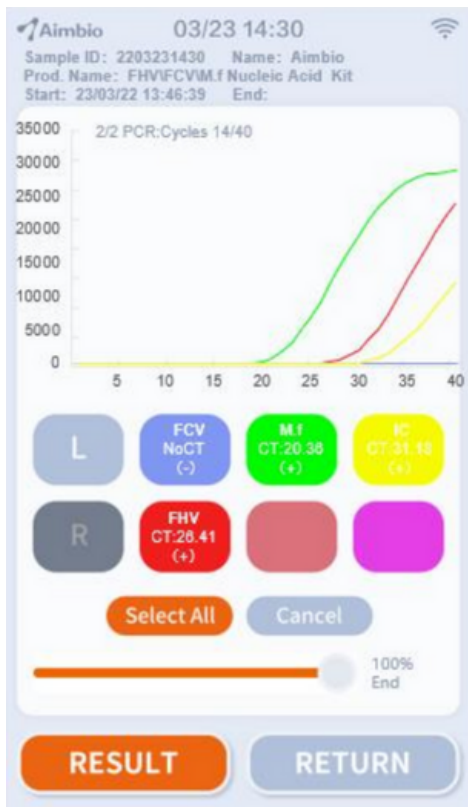 Aimbio 03/23 14:30
Sample ID: 2203231430 Name: Aimbio
Prod. Name: FHV\FCV\M.f Nucleic Acid Kit
Start: 23/03/22 13:46:39 End:
2/2 PCR:Cycles 14/40
35000
30000
25000
20000
15000
10000
5000
0
5 10 15 20 25 30 35 40
L
FCV
NoCT
(-)
M.f
CT:20.36
(+)
IC
CT:31.18
(+)
R
FHV
CT:26.41
(+)
Select All Cancel
100%
End
RESULT RETURN